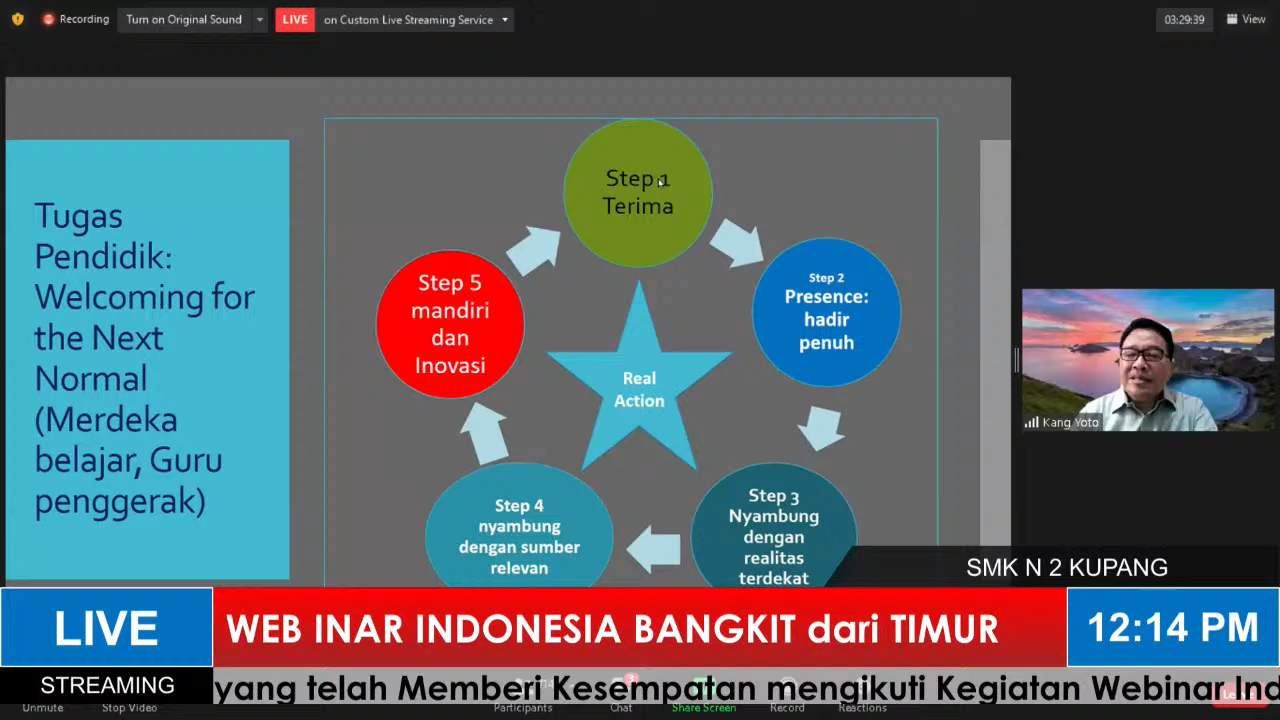 Recording
Turn on Original Sound
LIVE
on Custom Live Streaming Service
03:29:39
View
Tugas
Pendidik:
Welcoming for
the Next
Normal
(Merdeka
belajar, Guru
penggerak)
Step 1
Terima
Step 2
Presence:
hadir
penuh
Step 3
Nyambung
dengan
realitas
terdekat
Step 4
nyambung
dengan sumber
relevan
Step 5
mandiri
dan
Inovasi
Real
Action
Kang Yoto
SMK N 2 KUPANG
LIVE
WEB INAR INDONESIA BANGKIT dari TIMUR
12:14 PM
STREAMING
yang telah Memberi Kesempatan mengikuti Kegiatan Webinar Ind
Unmute
Stop Video
Participants
Chat
Share Screen
Record
Reactions